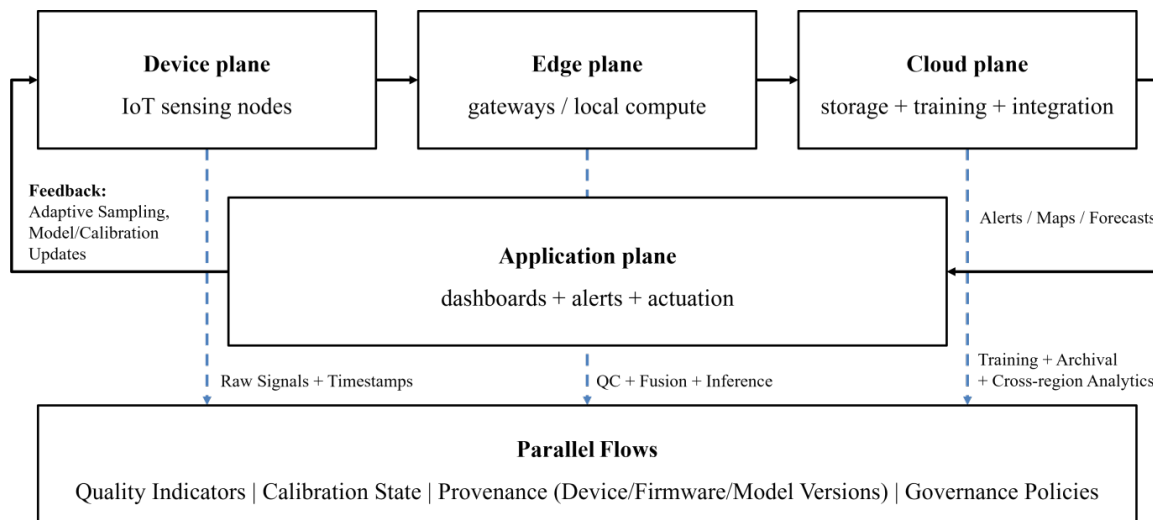 Device plane
IoT sensing nodes
Edge plane
gateways / local compute
Cloud plane
storage + training + integration
Feedback:
Adaptive Sampling,
Model/Calibration
Updates
Alerts / Maps / Forecasts
Application plane
dashboards + alerts + actuation
Raw Signals + Timestamps
QC + Fusion + Inference
Training + Archival
+ Cross-region Analytics
Parallel Flows
Quality Indicators | Calibration State | Provenance (Device/Firmware/Model Versions) | Governance Policies